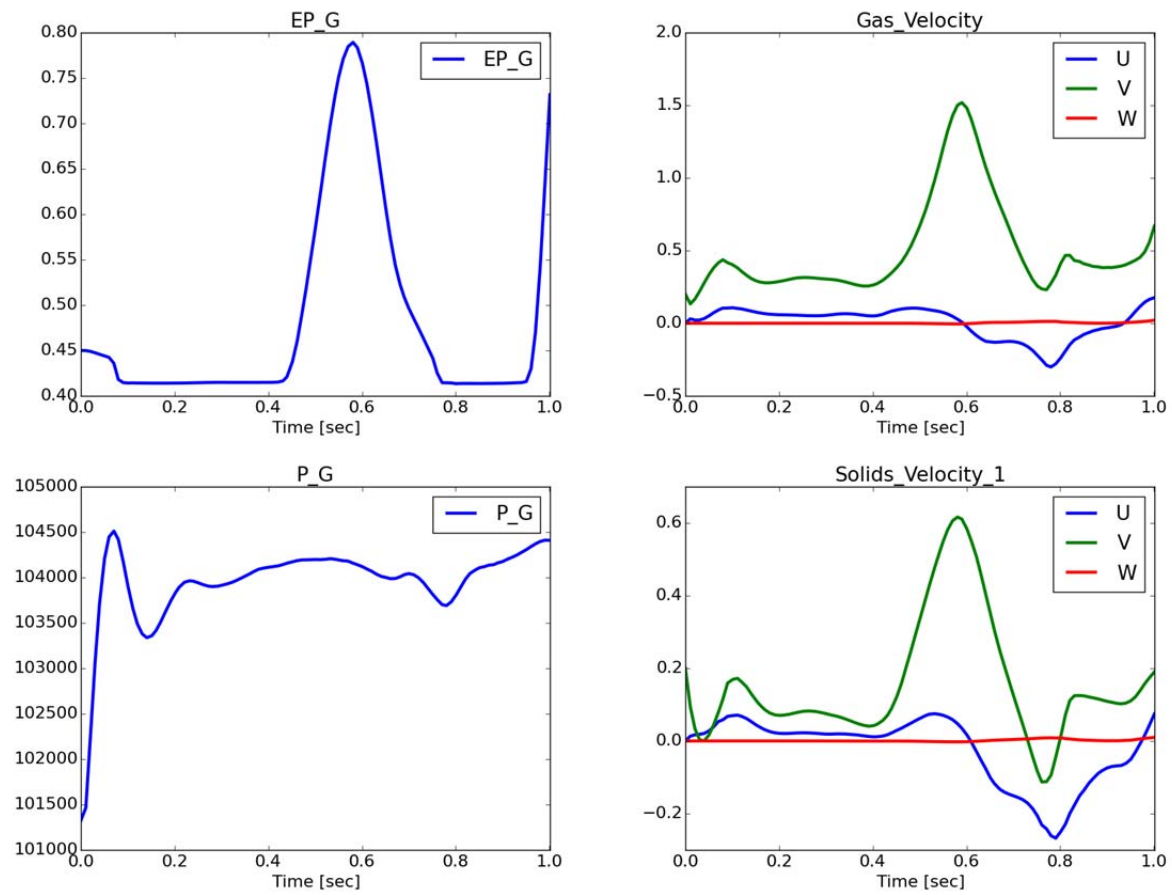 EP_G
0.80
0.75
0.70
0.65
0.60
0.55
0.50
0.45
0.40
0.0 0.2 0.4 0.6 0.8 1.0
Time [sec]
EP_G
Gas_Velocity
2.0
1.5
1.0
0.5
0.0
−0.5
0.0 0.2 0.4 0.6 0.8 1.0
Time [sec]
U
V
W
P_G
105000
104500
104000
103500
103000
102500
102000
101500
101000
0.0 0.2 0.4 0.6 0.8 1.0
Time [sec]
P_G
Solids_Velocity_1
0.6
0.4
0.2
0.0
−0.2
0.0 0.2 0.4 0.6 0.8 1.0
Time [sec]
U
V
W